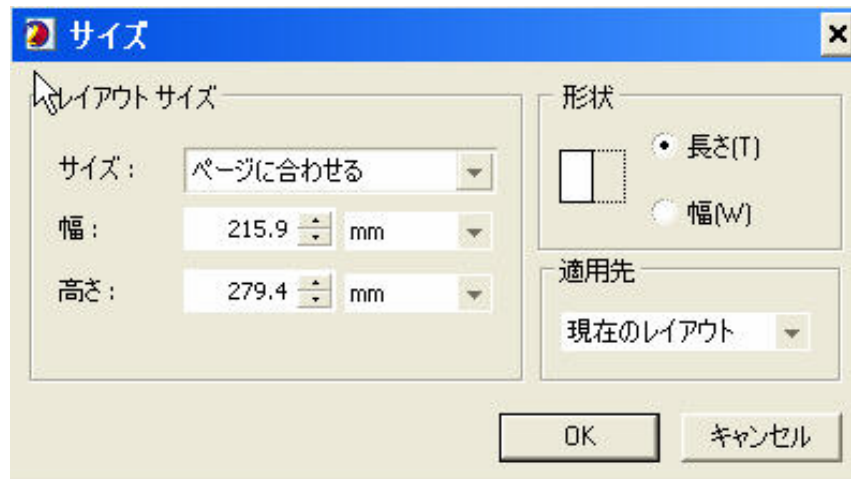 サイズ
レイアウト サイズ
サイズ： ページに合わせる
幅： 215.9 mm
高さ： 279.4 mm
形状
長さ(T)
幅(W)
適用先
現在のレイアウト
OK キャンセル